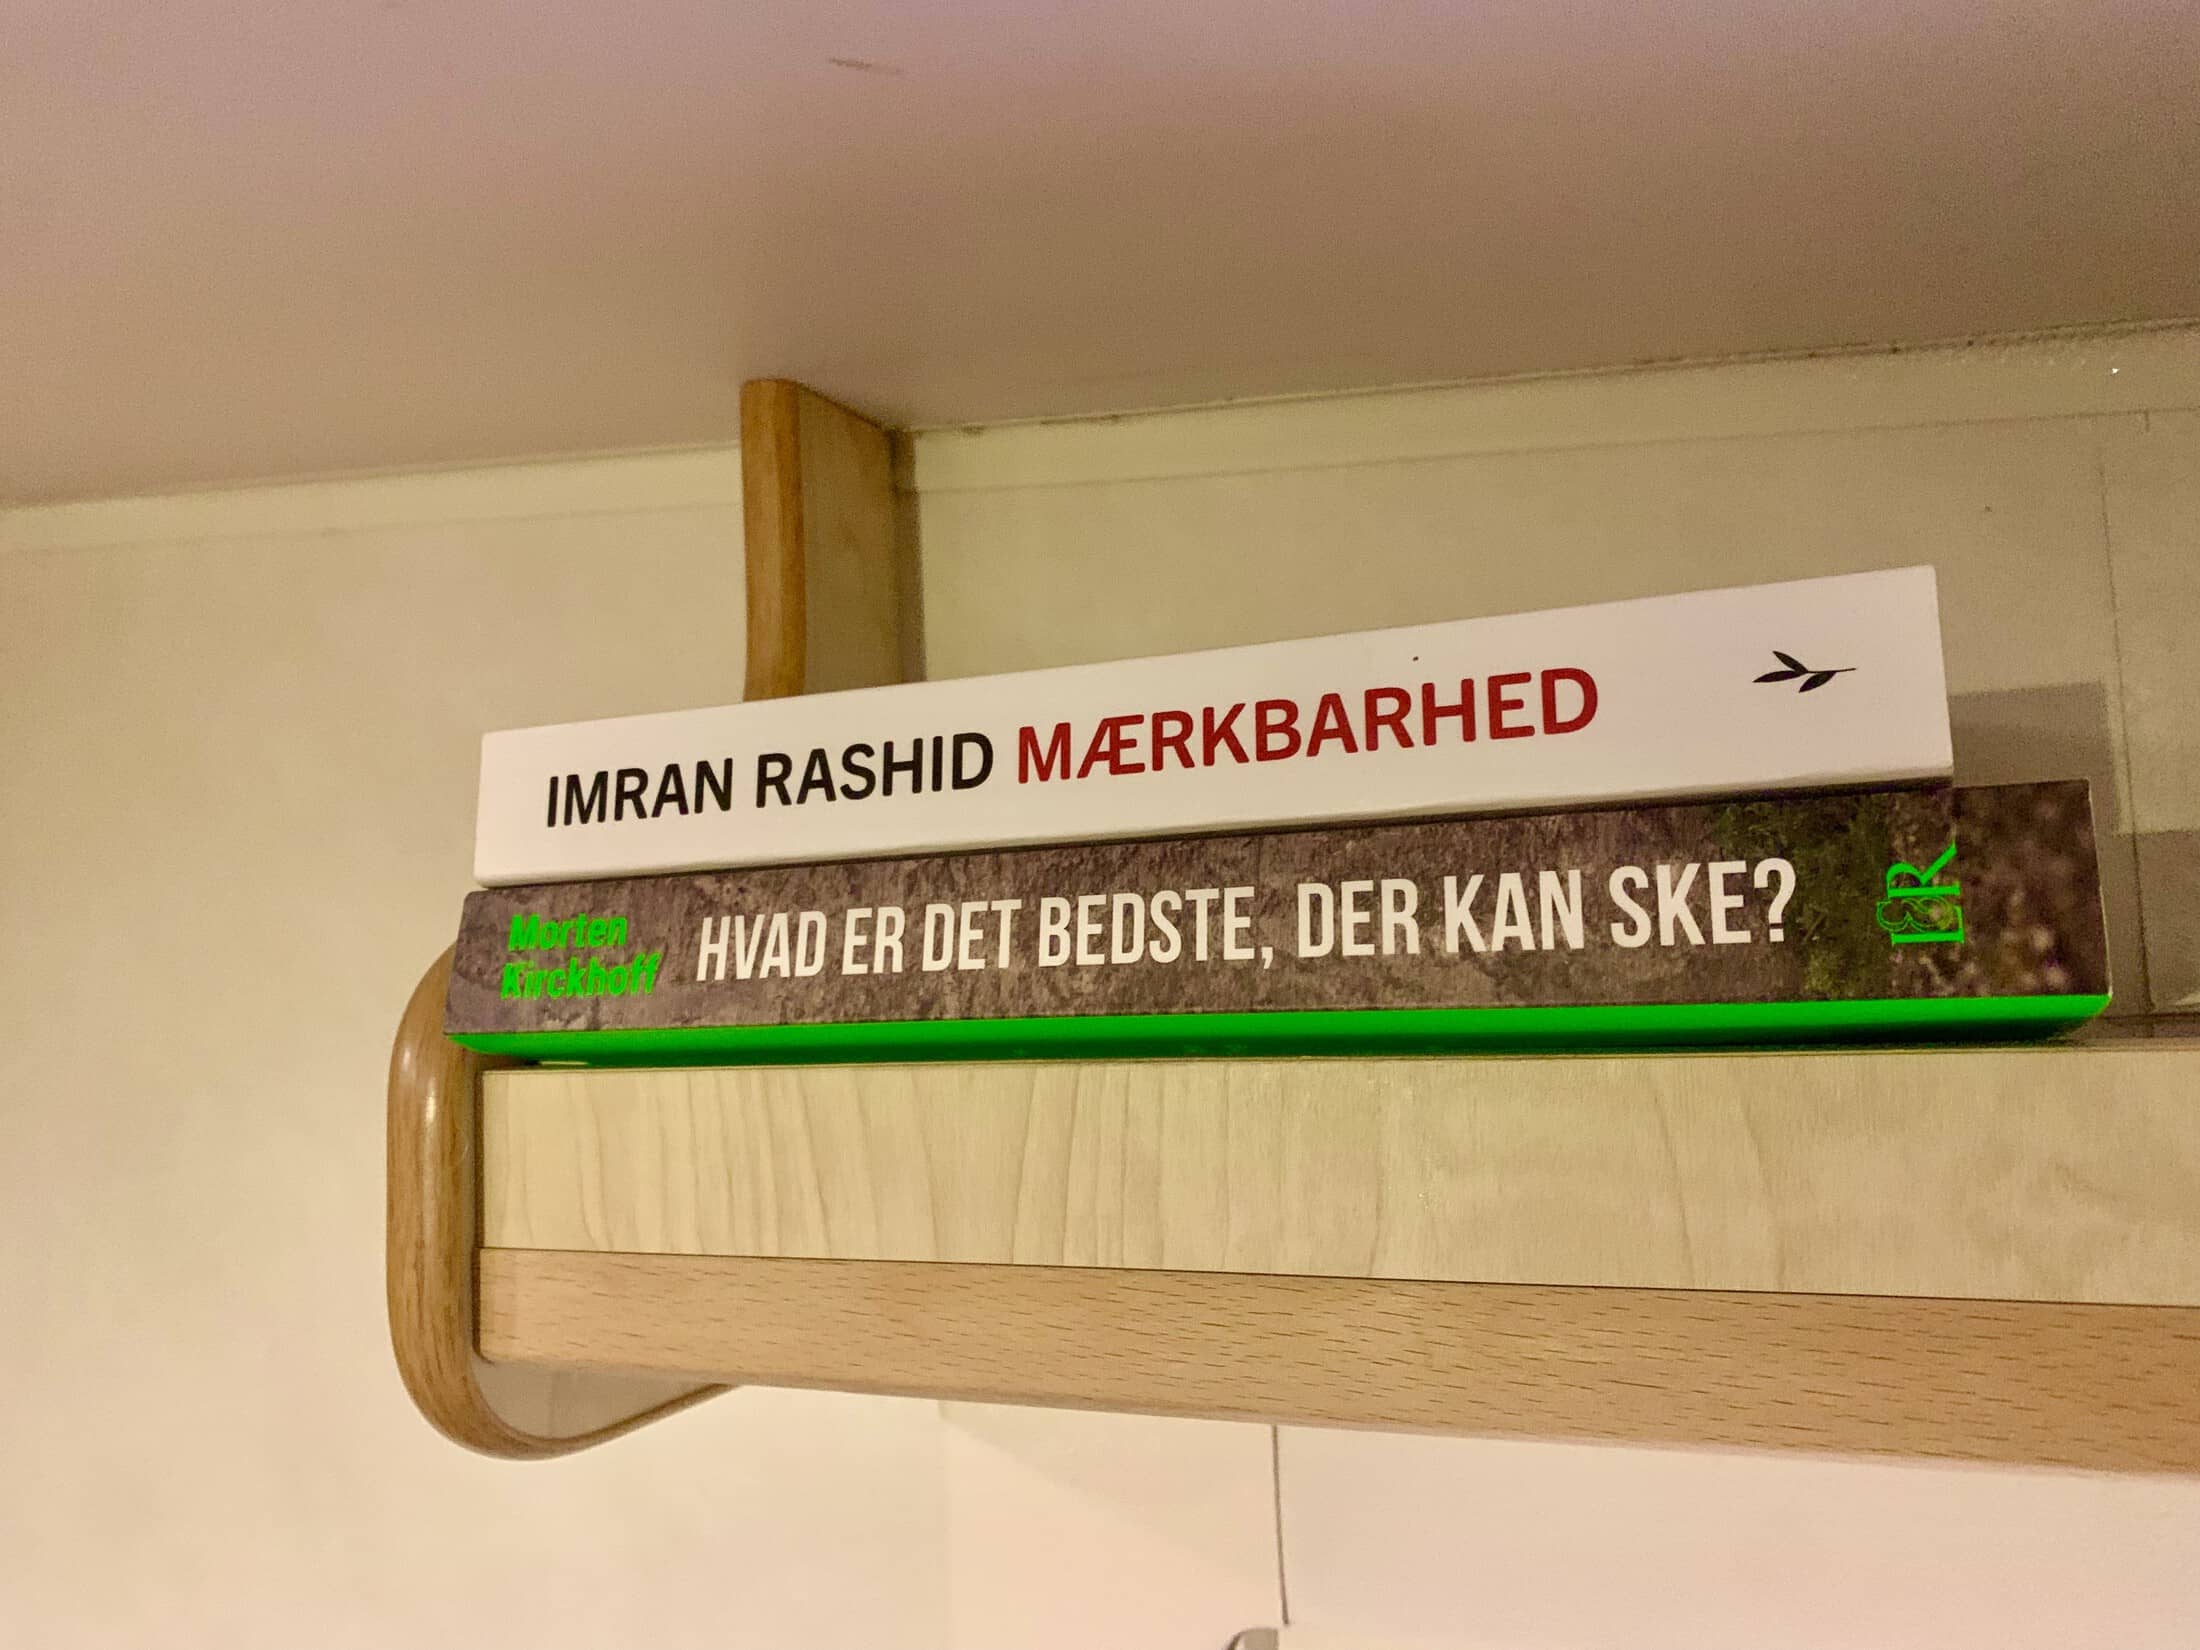 IMRAN RASHID MÆRKBARHED
Morten
Kirckhoff
HVAD ER DET BEDSTE, DER KAN SKE?
L&R